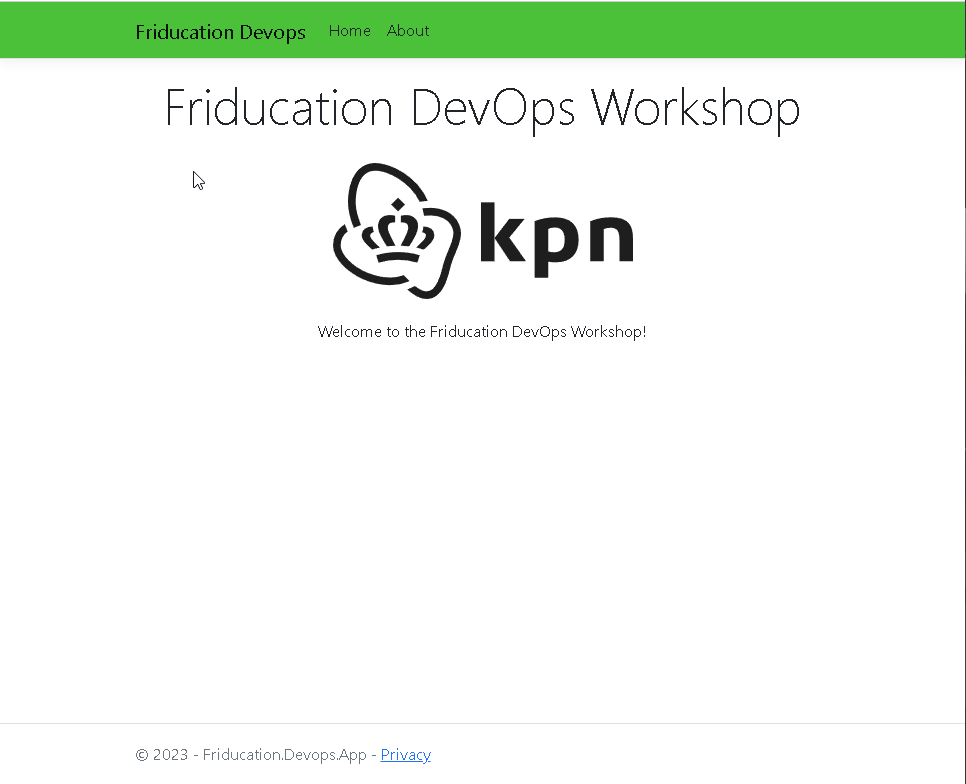 Friducation Devops Home About
Friducation DevOps Workshop
kpn
Welcome to the Friducation DevOps Workshop!
© 2023 - Friducation.Devops.App - Privacy